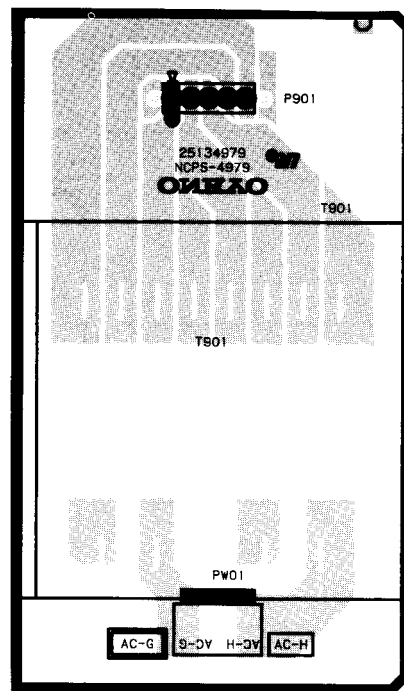 P901
25134979
NCPS-4979
ONKYO
T901
T901
PW01
AC-G
AC-G
AC-H
AC-H